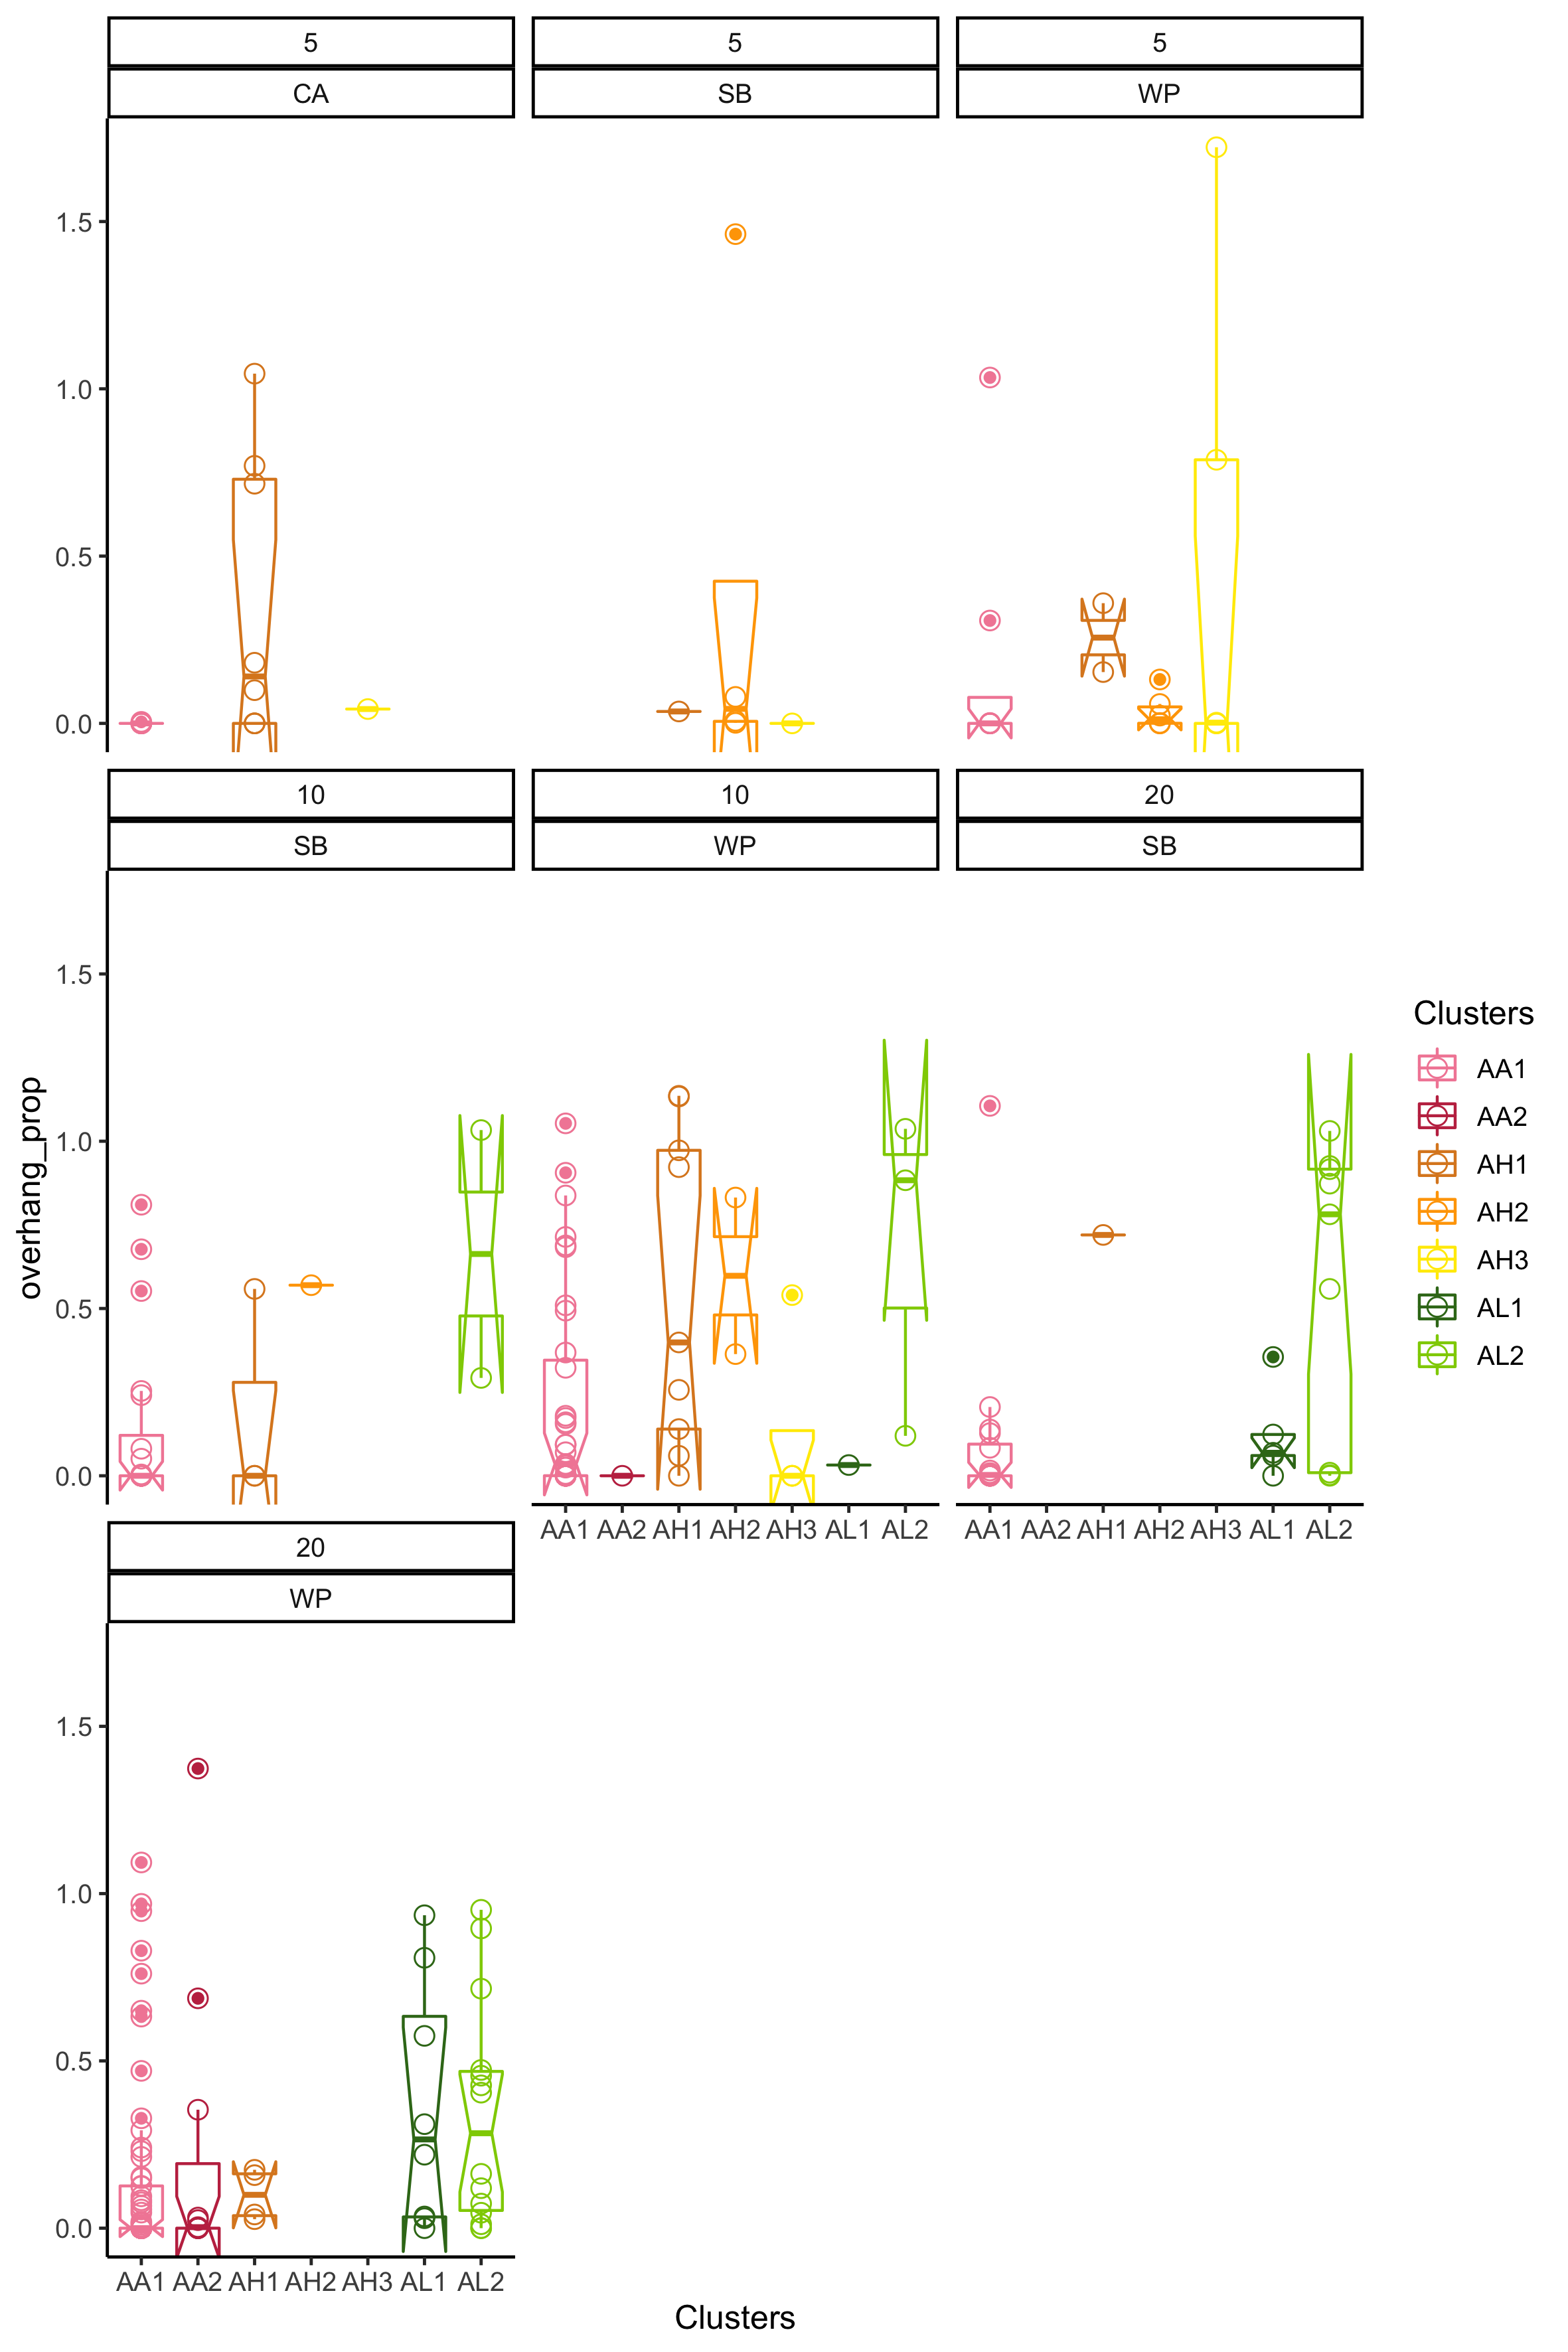 5 5 5
CA SB WP
1.5
1.0
0.5
0.0
10 10 20
SB WP SB
1.5
1.0
0.5
0.0
AA1 AA2 AH1 AH2 AH3 AL1 AL2 AA1 AA2 AH1 AH2 AH3 AL1 AL2
20
WP
1.5
1.0
0.5
0.0
AA1 AA2 AH1 AH2 AH3 AL1 AL2
Clusters
overhang_prop
Clusters
AA1
AA2
AH1
AH2
AH3
AL1
AL2